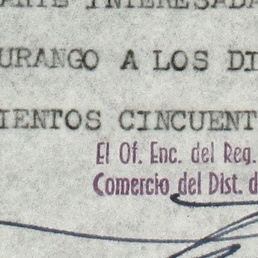 ARTE INTERESADA
URANGO A LOS DI
IENTOS CINCUENT
El Of. Enc. del Reg.
Comercio del Dist. d